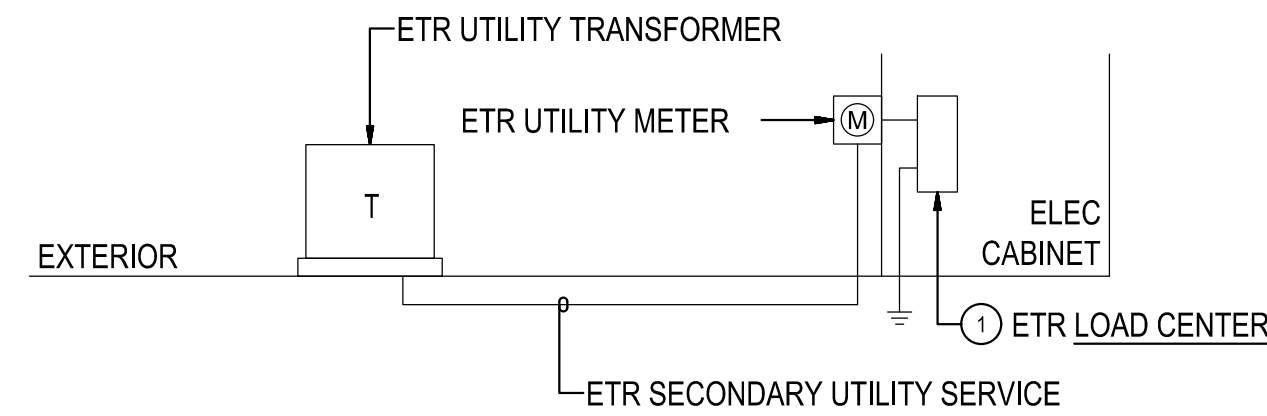 ETR UTILITY TRANSFORMER
ETR UTILITY METER
M
T
ELEC
CABINET
EXTERIOR
1 ETR LOAD CENTER
ETR SECONDARY UTILITY SERVICE